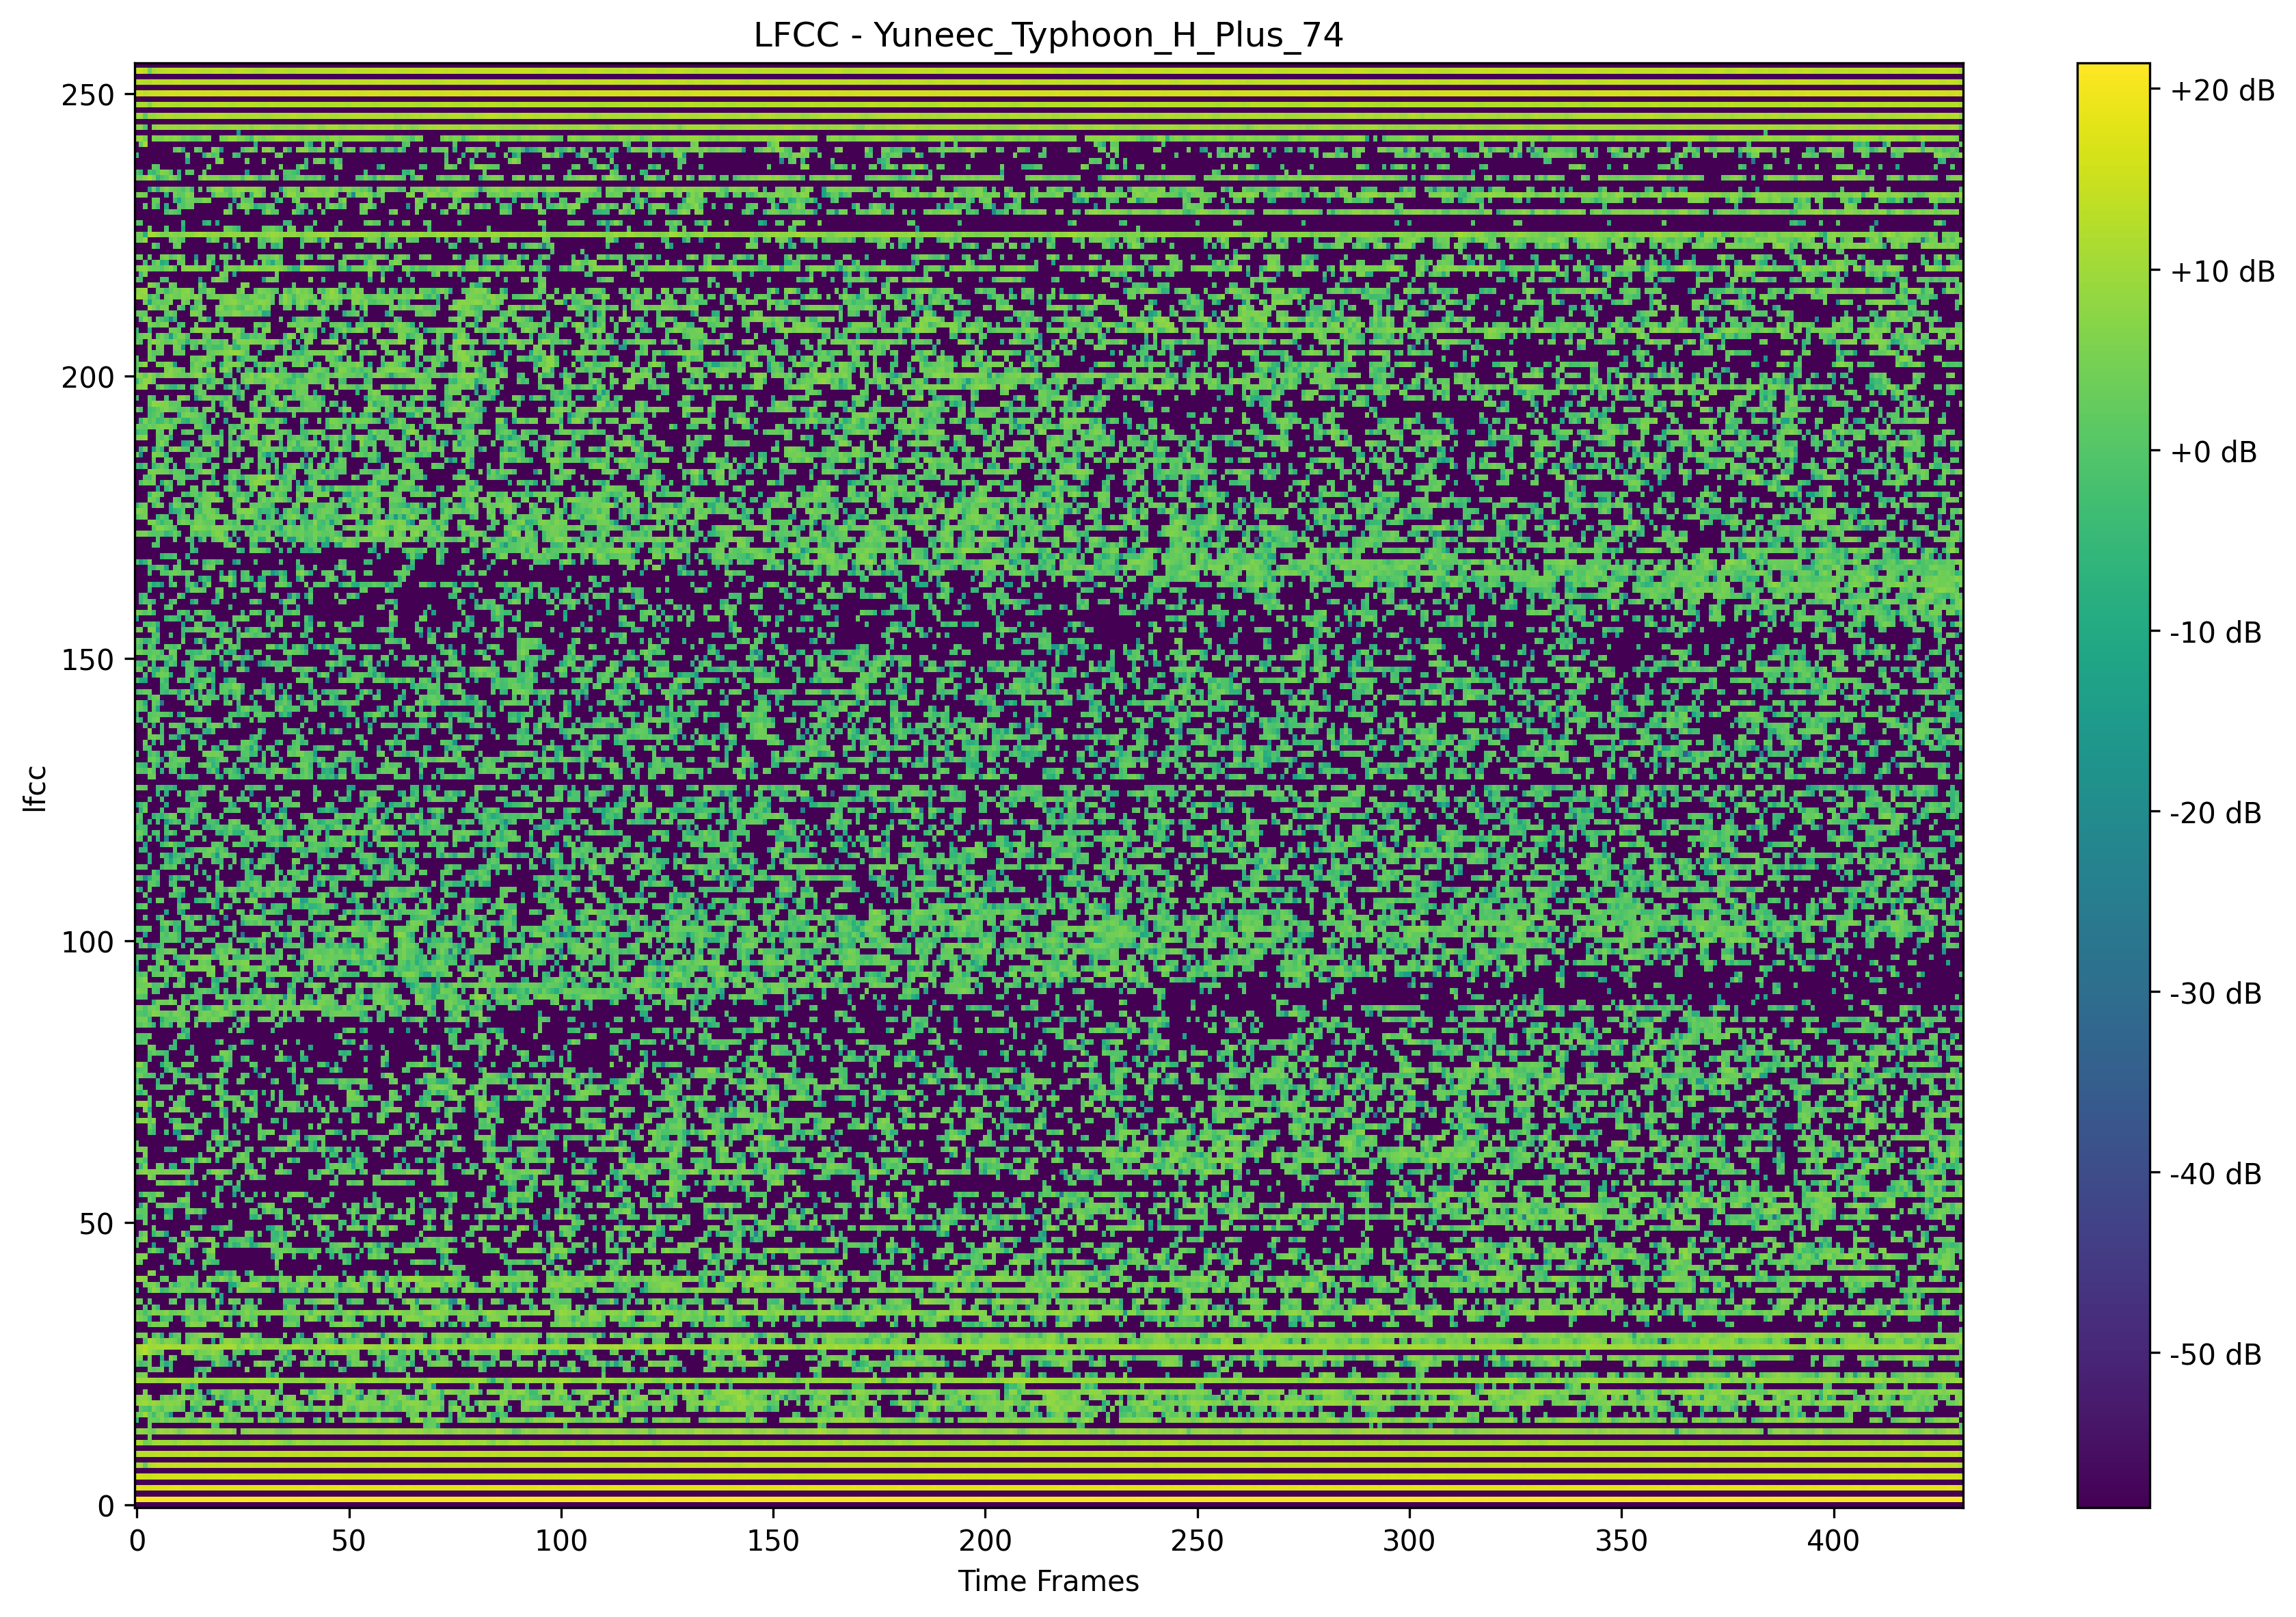 LFCC - Yuneec_Typhoon_H_Plus_74
lfcc
250
200
150
100
50
0
0 50 100 150 200 250 300 350 400
Time Frames
+20 dB
+10 dB
+0 dB
-10 dB
-20 dB
-30 dB
-40 dB
-50 dB